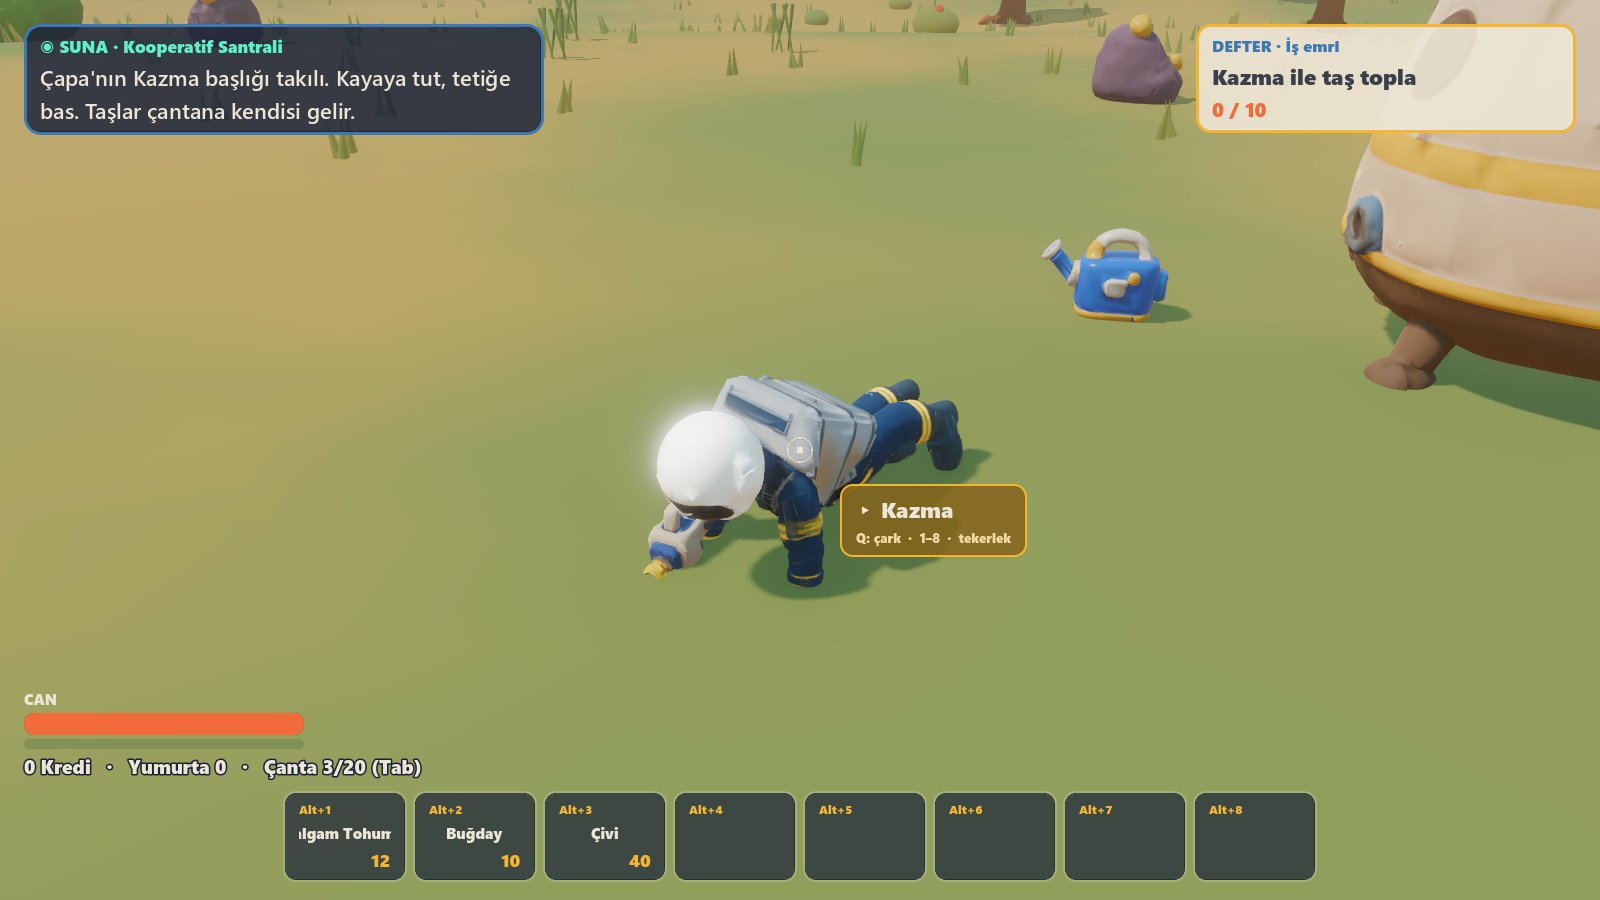 ◉ SUNA · Kooperatif Santrali
Çapa'nın Kazma başlığı takılı. Kayaya tut, tetiğe
bas. Taşlar çantana kendisi gelir.
DEFTER · İş emri
Kazma ile taş topla
0 / 10
▸ Kazma
Q: çark · 1–8 · tekerlek
CAN
0 Kredi · Yumurta 0 · Çanta 3/20 (Tab)
Alt+1 Alt+2 Alt+3 Alt+4 Alt+5 Alt+6 Alt+7 Alt+8
lgam Tohum Buğday Çivi
12 10 40